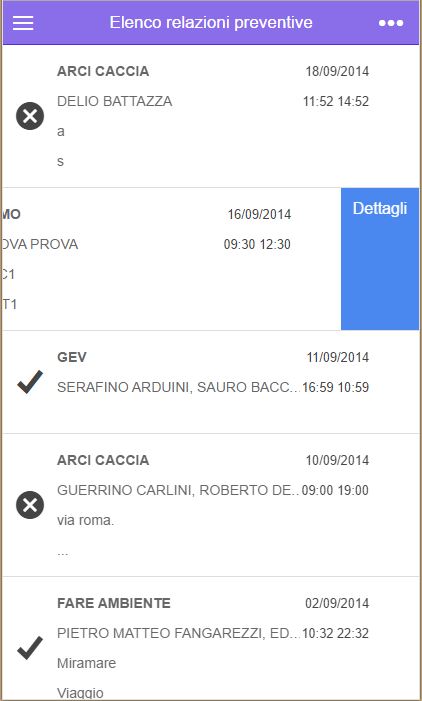 Elenco relazioni preventive
ARCI CACCIA 18/09/2014
DELIO BATTAZZA 11:52 14:52
a
s
MO 16/09/2014 Dettagli
OVA PROVA 09:30 12:30
C1
T1
GEV 11/09/2014
SERAFINO ARDUINI, SAURO BACC... 16:59 10:59
ARCI CACCIA 10/09/2014
GUERRINO CARLINI, ROBERTO DE... 09:00 19:00
via roma.
...
FARE AMBIENTE 02/09/2014
PIETRO MATTEO FANGAREZZI, ED... 10:32 22:32
Miramare
Viaggio